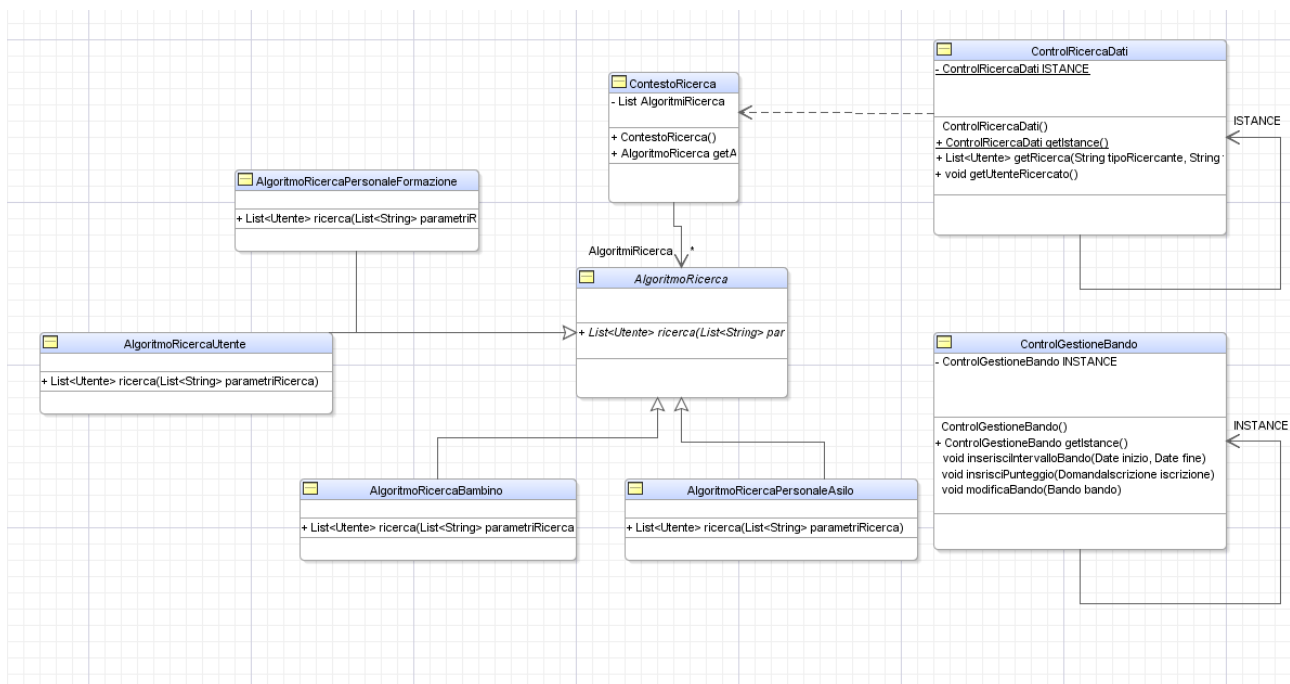 ControlRicercaDati
- ControlRicercaDati ISTANCE
ControlRicercaDati()
+ ControlRicercaDati getIstance()
+ List<Utente> getRicerca(String tipoRicercante, String
+ void getUtenteRicercato()
ISTANCE
ContestoRicerca
- List AlgoritmiRicerca
+ ContestoRicerca()
+ AlgoritmoRicerca getA
AlgoritmoRicercaPersonaleFormazione
+ List<Utente> ricerca(List<String> parametriR
AlgoritmiRicerca
*
AlgoritmoRicerca
+ List<Utente> ricerca(List<String> par
AlgoritmoRicercaUtente
+ List<Utente> ricerca(List<String> parametriRicerca)
ControlGestioneBando
- ControlGestioneBando INSTANCE
ControlGestioneBando()
+ ControlGestioneBando getIstance()
void inserisciIntervalloBando(Date inizio, Date fine)
void insrisciPunteggio(DomandaIscrizione iscrizione)
void modificaBando(Bando bando)
INSTANCE
AlgoritmoRicercaBambino
+ List<Utente> ricerca(List<String> parametriRicerca
AlgoritmoRicercaPersonaleAsilo
+ List<Utente> ricerca(List<String> parametriRicerca)